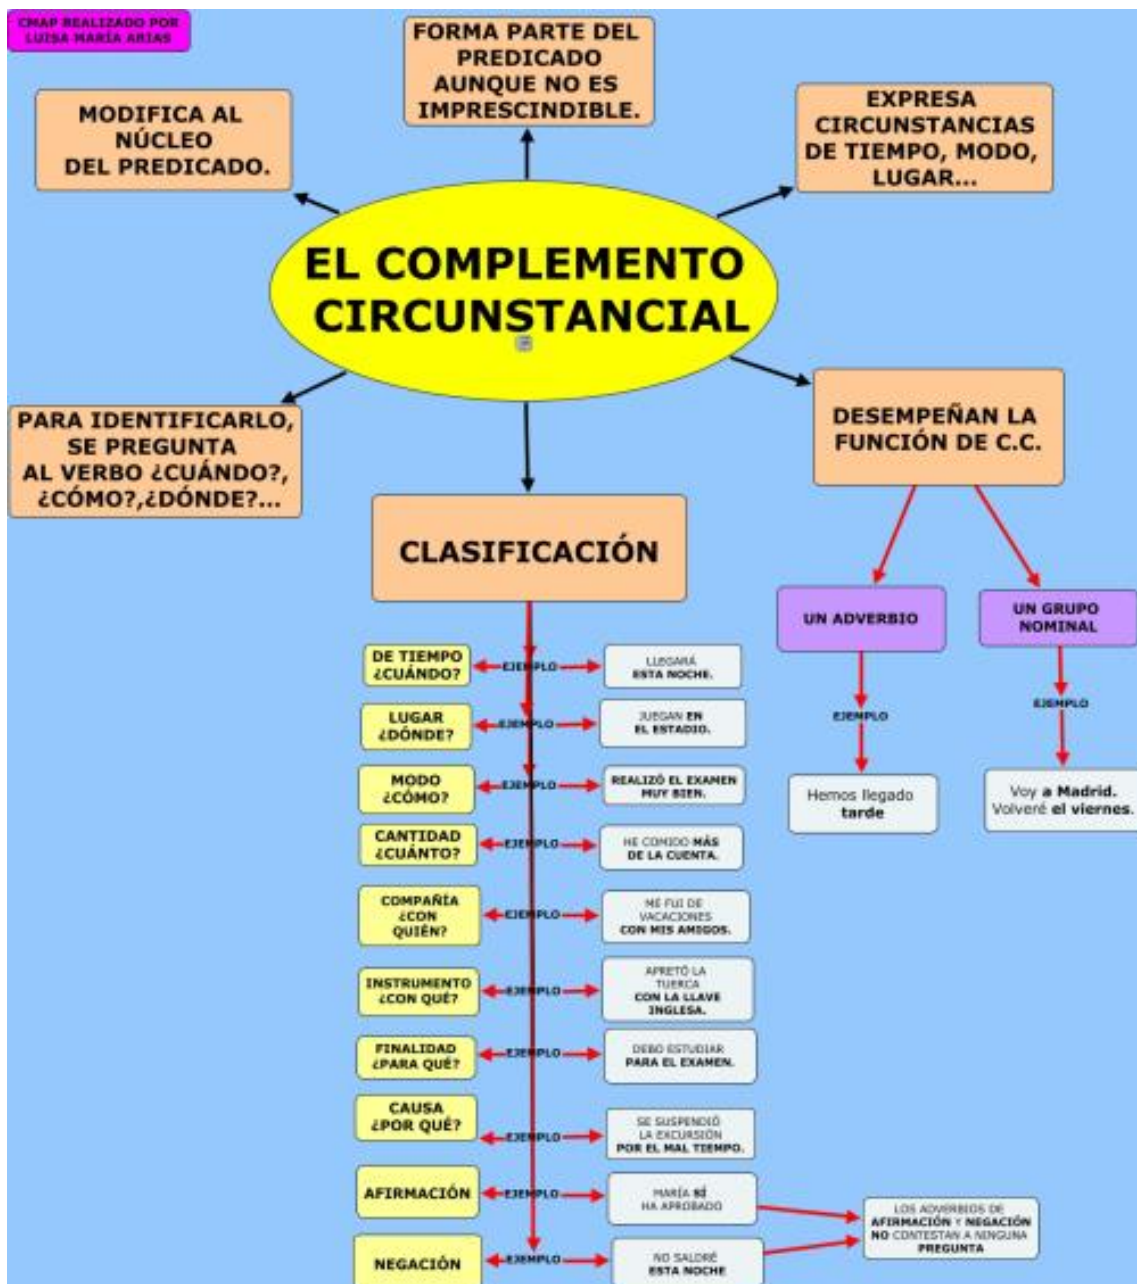 CMAP REALIZADO POR
LUISA MARÍA ARIAS
FORMA PARTE DEL
PREDICADO
AUNQUE NO ES
IMPRESCINDIBLE.
MODIFICA AL
NÚCLEO
DEL PREDICADO.
EXPRESA
CIRCUNSTANCIAS
DE TIEMPO, MODO,
LUGAR...
EL COMPLEMENTO
CIRCUNSTANCIAL
PARA IDENTIFICARLO,
SE PREGUNTA
AL VERBO ¿CUÁNDO?,
¿CÓMO?,¿DÓNDE?...
DESEMPEÑAN LA
FUNCIÓN DE C.C.
CLASIFICACIÓN
UN ADVERBIO
UN GRUPO
NOMINAL
EJEMPLO
EJEMPLO
Hemos llegado
tarde
Voy a Madrid.
Volveré el viernes.
DE TIEMPO
¿CUÁNDO?
EJEMPLO
LLEGARÁ
ESTA NOCHE.
LUGAR
¿DÓNDE?
EJEMPLO
JUEGAN EN
EL ESTADIO.
MODO
¿CÓMO?
EJEMPLO
REALIZÓ EL EXAMEN
MUY BIEN.
CANTIDAD
¿CUÁNTO?
EJEMPLO
HE COMIDO MÁS
DE LA CUENTA.
COMPAÑÍA
¿CON
QUIÉN?
EJEMPLO
ME FUI DE
VACACIONES
CON MIS AMIGOS.
INSTRUMENTO
¿CON QUÉ?
EJEMPLO
APRETÓ LA
TUERCA
CON LA LLAVE
INGLESA.
FINALIDAD
¿PARA QUÉ?
EJEMPLO
DEBO ESTUDIAR
PARA EL EXAMEN.
CAUSA
¿POR QUÉ?
EJEMPLO
SE SUSPENDIÓ
LA EXCURSIÓN
POR EL MAL TIEMPO.
AFIRMACIÓN
EJEMPLO
MARÍA SÍ
HA APROBADO
NEGACIÓN
EJEMPLO
NO SALDRÉ
ESTA NOCHE
LOS ADVERBIOS DE
AFIRMACIÓN Y NEGACIÓN
NO CONTESTAN A NINGUNA
PREGUNTA